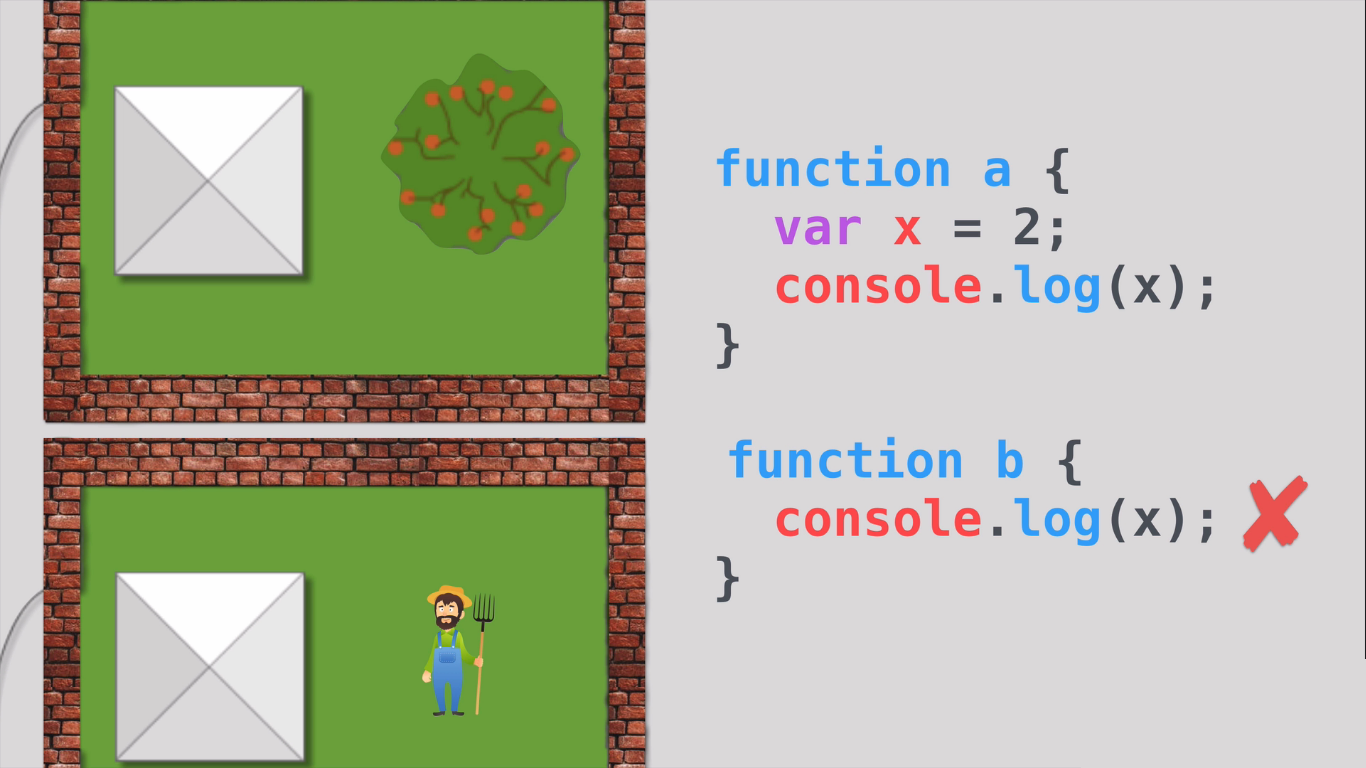 function a {
var x = 2;
console.log(x);
}
function b {
console.log(x); ✘
}